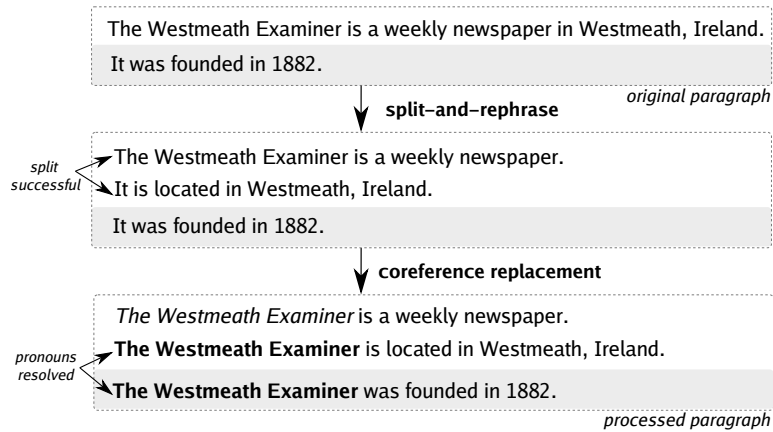 The Westmeath Examiner is a weekly newspaper in Westmeath, Ireland.
It was founded in 1882.
original paragraph
split–and–rephrase
split
successful
The Westmeath Examiner is a weekly newspaper.
It is located in Westmeath, Ireland.
It was founded in 1882.
coreference replacement
The Westmeath Examiner is a weekly newspaper.
pronouns
resolved
The Westmeath Examiner is located in Westmeath, Ireland.
The Westmeath Examiner was founded in 1882.
processed paragraph